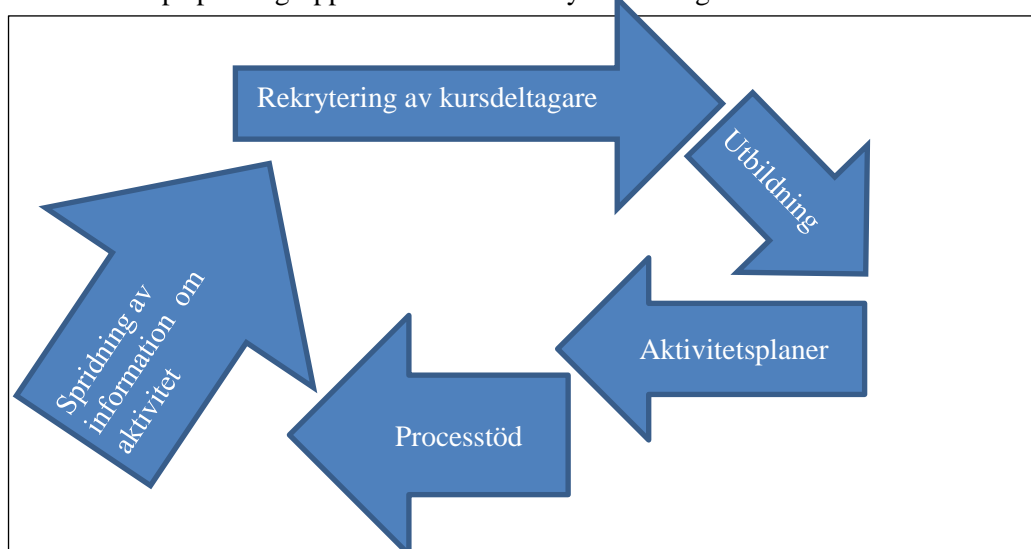 Rekrytering av kursdeltagare
Utbildning
Aktivitetsplaner
Processtöd
Spridning av
information om
aktivitet